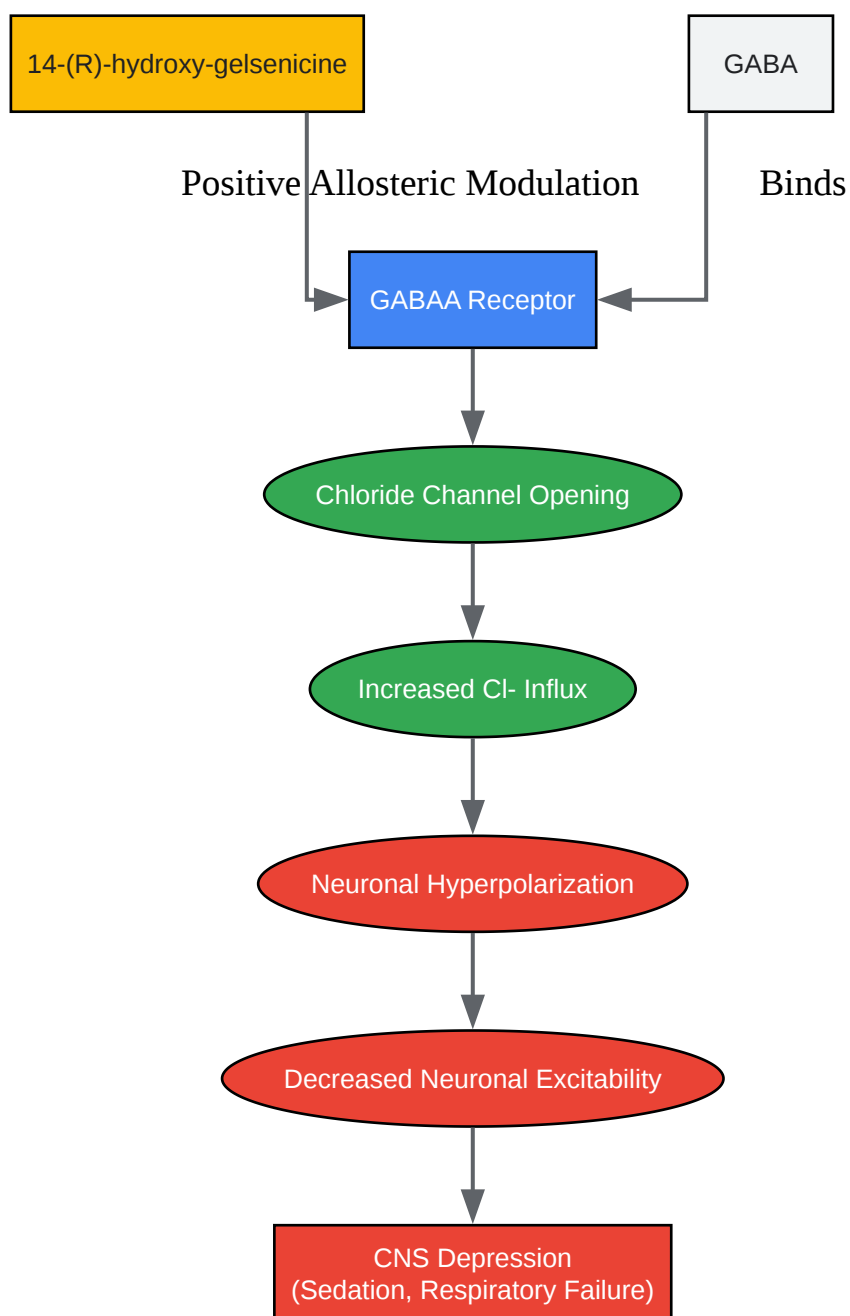 14-(R)-hydroxy-gelsenicine
GABA
Positive Allosteric Modulation
Binds
GABAA Receptor
Chloride Channel Opening
Increased Cl- Influx
Neuronal Hyperpolarization
Decreased Neuronal Excitability
CNS Depression
(Sedation, Respiratory Failure)